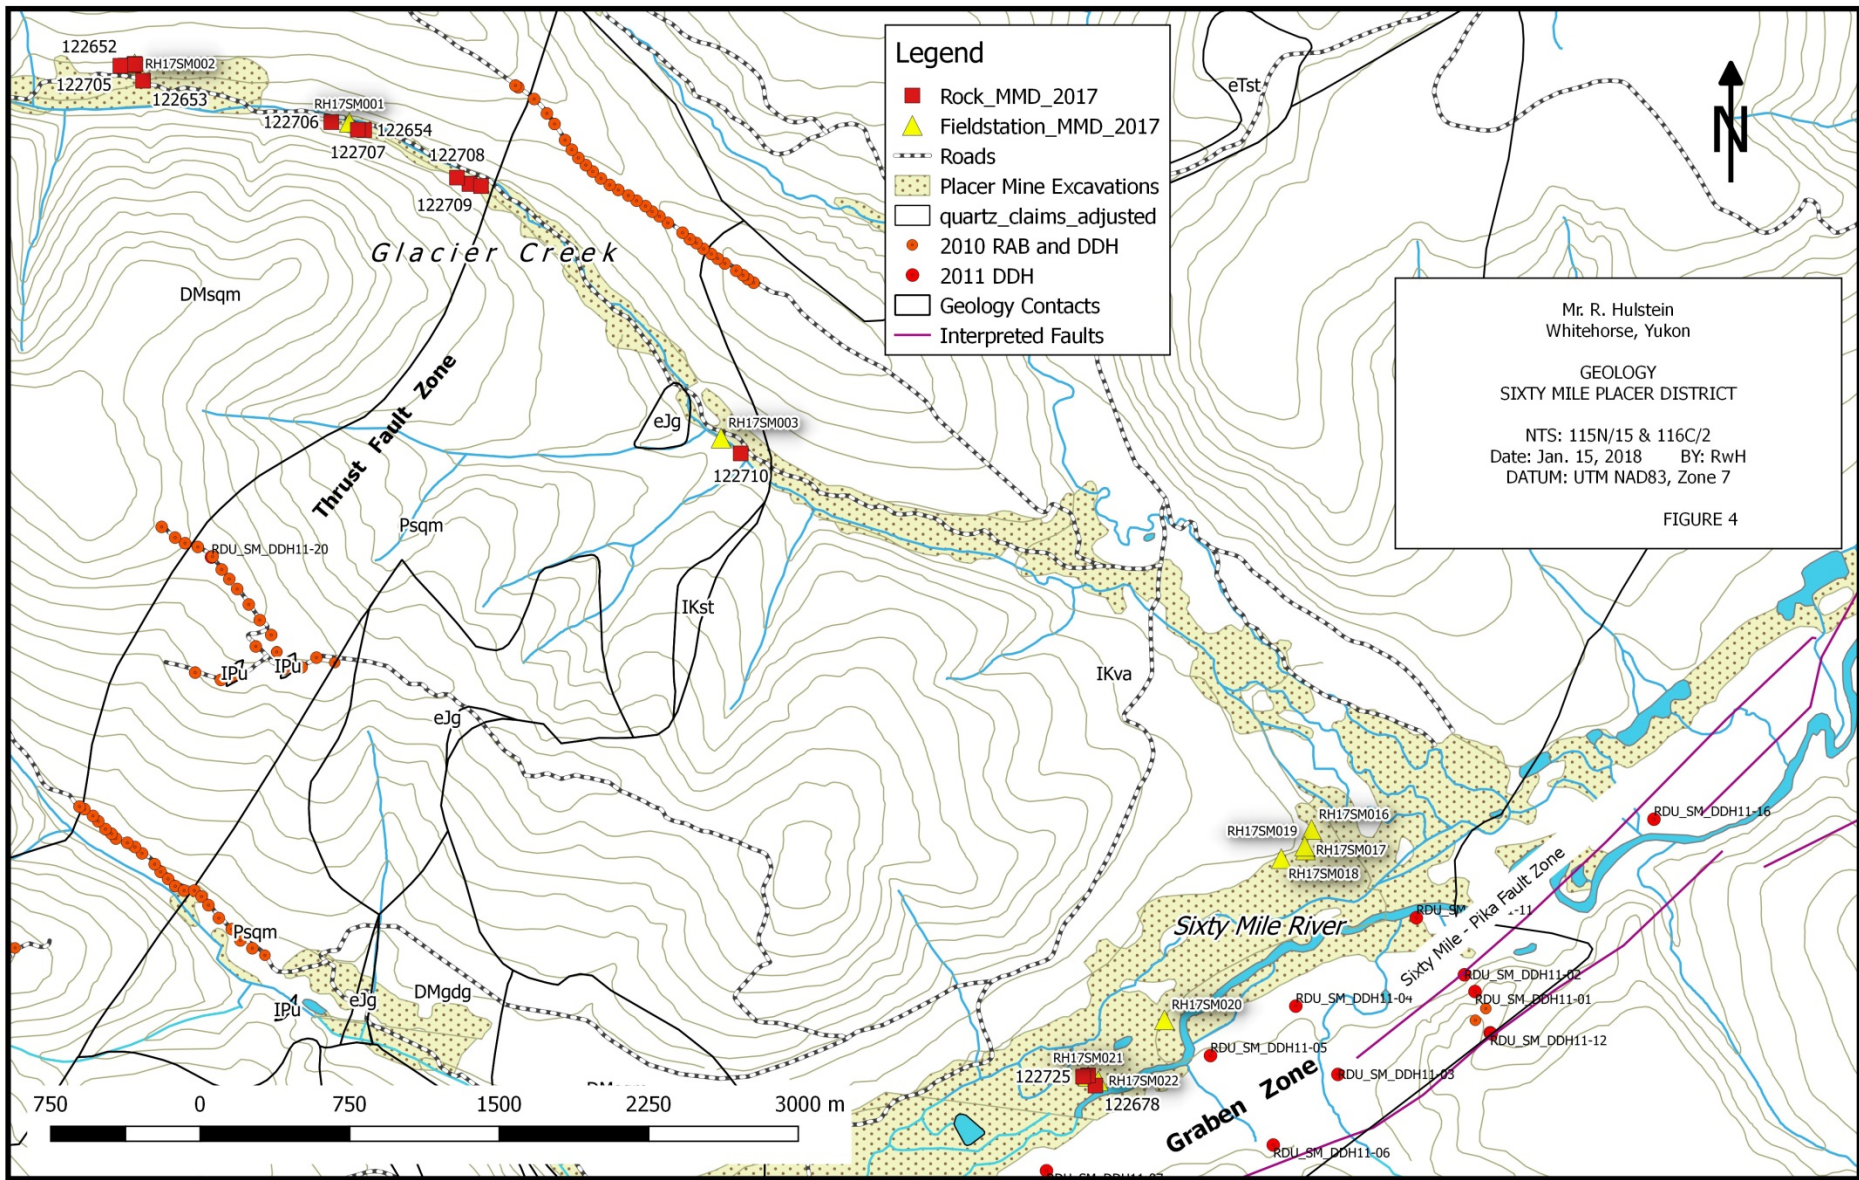 Legend
Rock_MMD_2017
Fieldstation_MMD_2017
Roads
Placer Mine Excavations
quartz_claims_adjusted
2010 RAB and DDH
2011 DDH
Geology Contacts
Interpreted Faults
N
Mr. R. Hulstein
Whitehorse, Yukon
GEOLOGY
SIXTY MILE PLACER DISTRICT
NTS: 115N/15 & 116C/2
Date: Jan. 15, 2018 BY: RwH
DATUM: UTM NAD83, Zone 7
FIGURE 4
122652
RH17SM002
122705
122653
RH17SM001
122706
122654
122707
122708
122709
eTst
Glacier Creek
DMsqm
Thrust Fault Zone
eJg
RH17SM003
122710
Psqm
RDU_SM_DDH11-20
IKst
IPu
IPu
IKva
eJg
RH17SM016
RH17SM019
RH17SM017
RH17SM018
RDU_SM_DDH11-16
Sixty Mile - Pika Fault Zone
Sixty Mile River
Psqm
DMgdg
eJg
IPu
RDU_SM_DDH11-02
RDU_SM_DDH11-01
RDU_SM_DDH11-04
RH17SM020
RDU_SM_DDH11-12
RDU_SM_DDH11-05
RH17SM021
122725
RH17SM022
RDU_SM_DDH11-03
122678
Graben Zone
RDU_SM_DDH11-06
750 0 750 1500 2250 3000 m